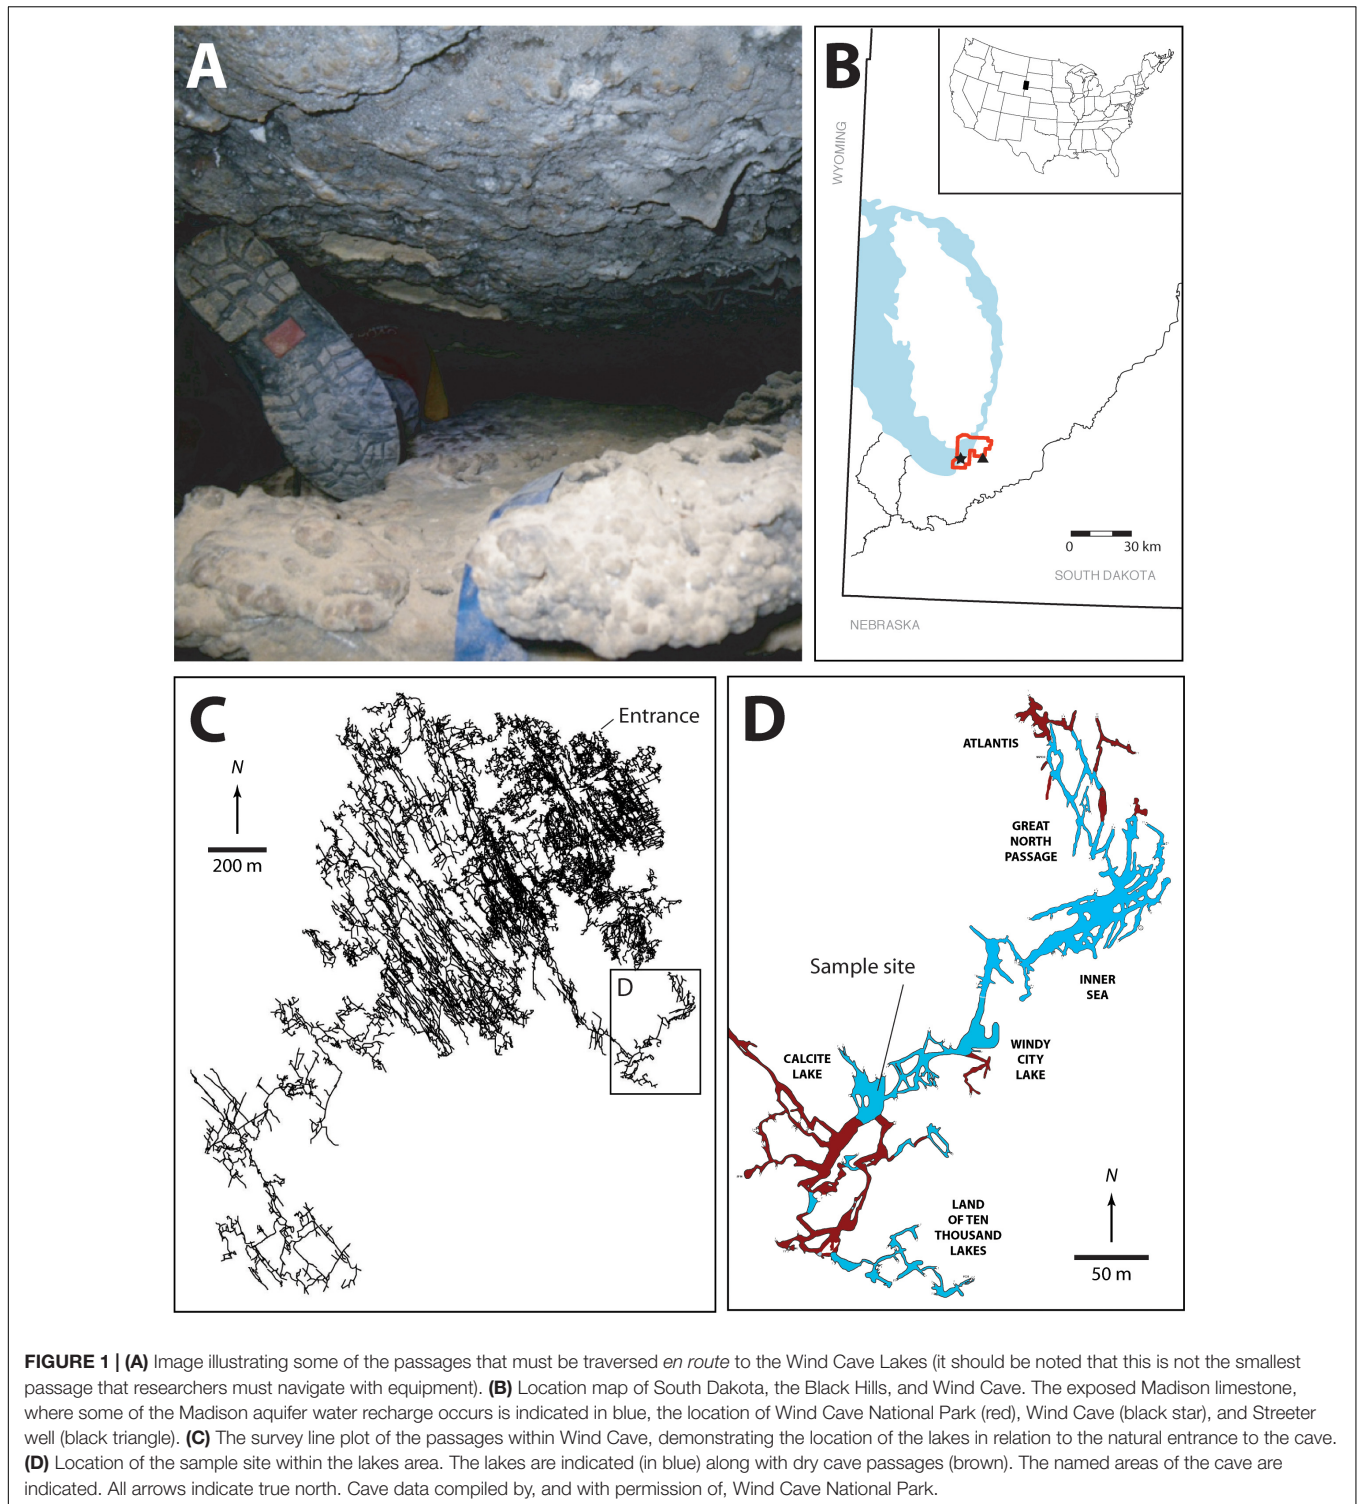 A
B
WYOMING
0 30 km
SOUTH DAKOTA
NEBRASKA
C
Entrance
N
200 m
D
D
ATLANTIS
GREAT
NORTH
PASSAGE
Sample site
INNER
SEA
CALCITE
LAKE
WINDY
CITY
LAKE
LAND
OF TEN
THOUSAND
LAKES
N
50 m
FIGURE 1 | (A) Image illustrating some of the passages that must be traversed en route to the Wind Cave Lakes (it should be noted that this is not the smallest
passage that researchers must navigate with equipment). (B) Location map of South Dakota, the Black Hills, and Wind Cave. The exposed Madison limestone,
where some of the Madison aquifer water recharge occurs is indicated in blue, the location of Wind Cave National Park (red), Wind Cave (black star), and Streeter
well (black triangle). (C) The survey line plot of the passages within Wind Cave, demonstrating the location of the lakes in relation to the natural entrance to the cave.
(D) Location of the sample site within the lakes area. The lakes are indicated (in blue) along with dry cave passages (brown). The named areas of the cave are
indicated. All arrows indicate true north. Cave data compiled by, and with permission of, Wind Cave National Park.